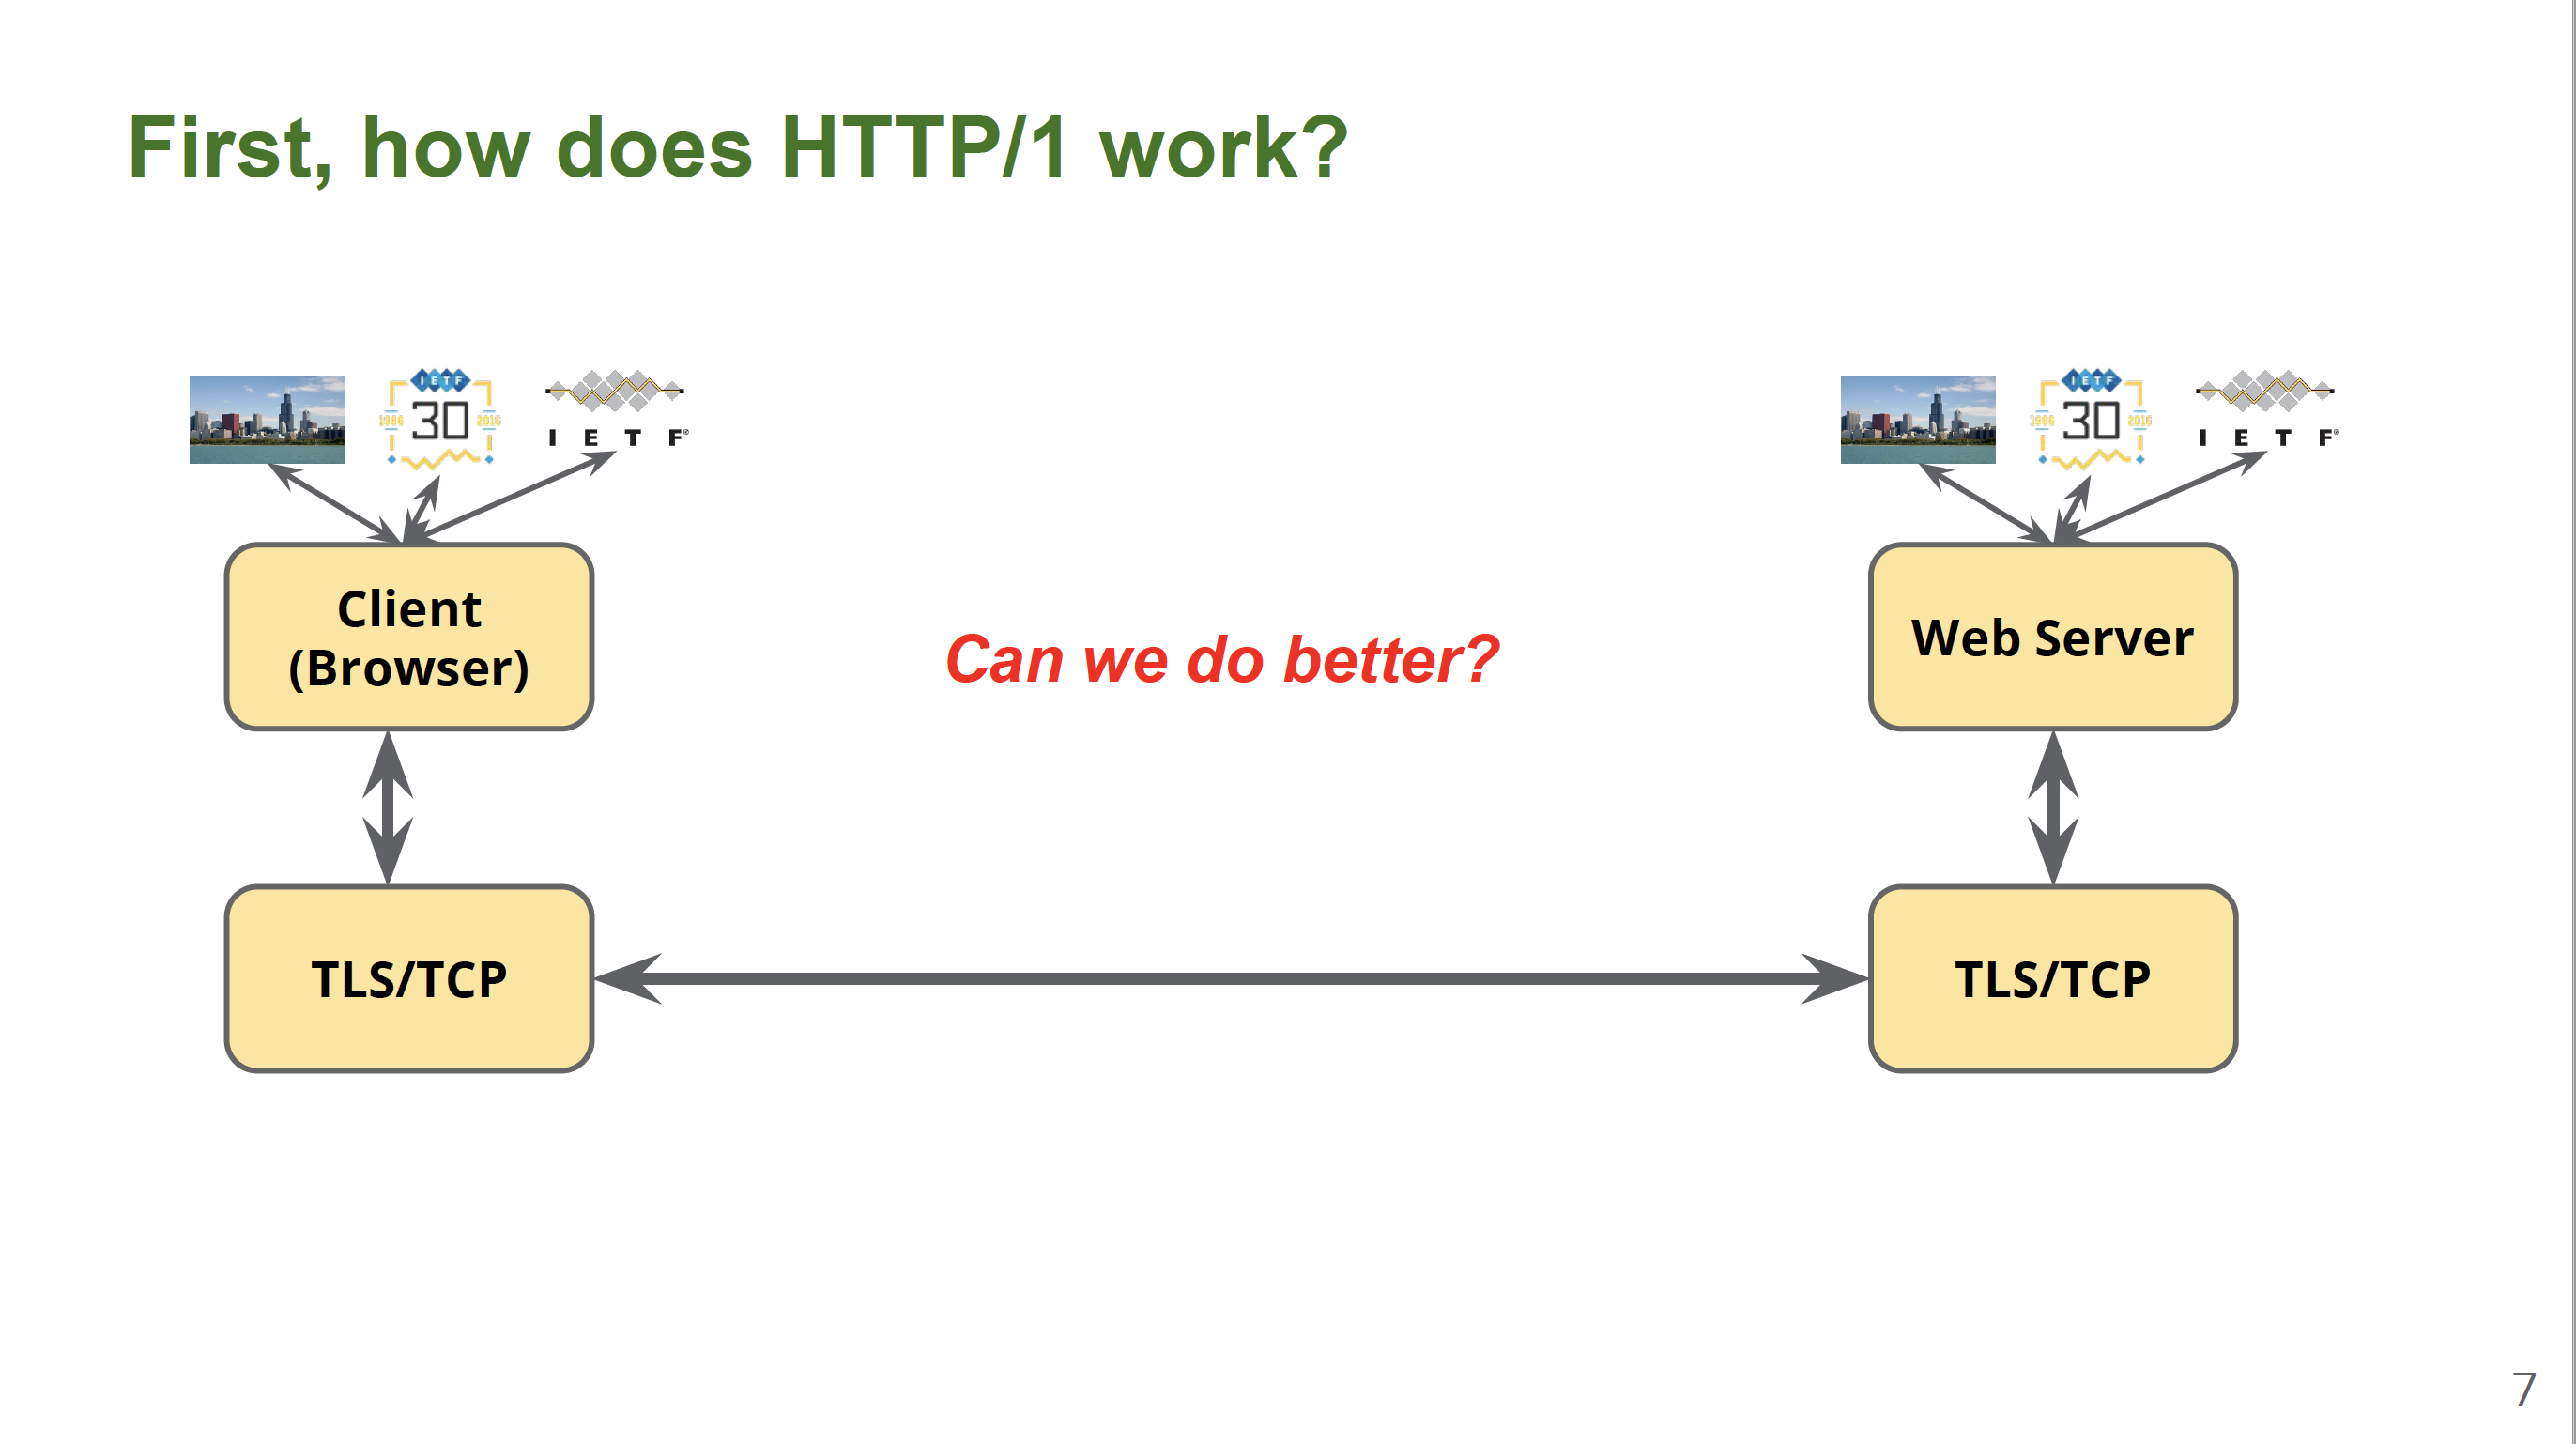 First, how does HTTP/1 work?
IETF
1986 30 2016
I E T F®
IETF
1986 30 2016
I E T F®
Client
(Browser)
Web Server
Can we do better?
TLS/TCP
TLS/TCP
7